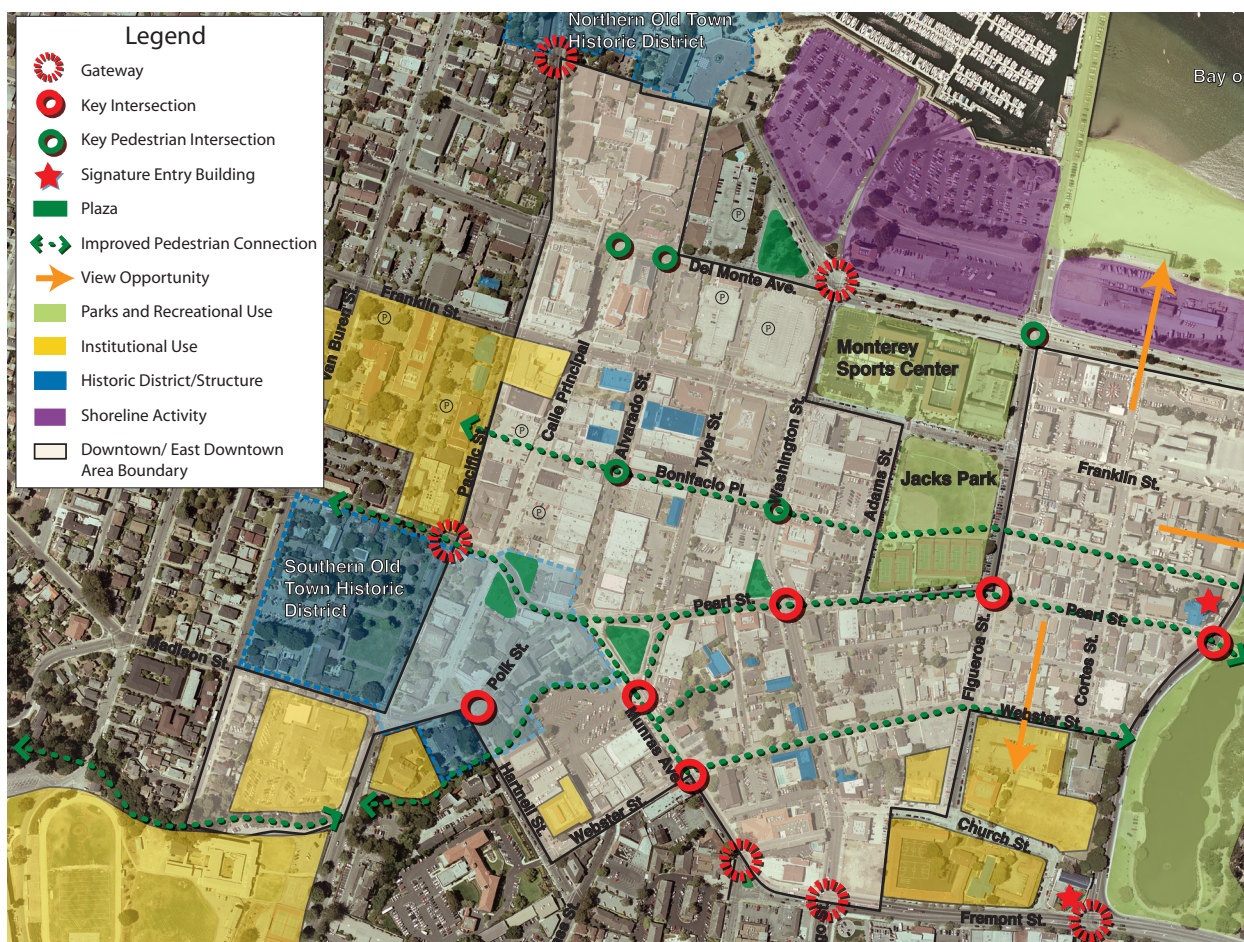 Legend
Gateway
Key Intersection
Key Pedestrian Intersection
Signature Entry Building
Plaza
Improved Pedestrian Connection
View Opportunity
Parks and Recreational Use
Institutional Use
Historic District/Structure
Shoreline Activity
Downtown/ East Downtown
Area Boundary
Northern Old Town
Historic District
Bay o
P
Del Monte Ave.
P
P
Franklin St.
Van Buren St.
P
Monterey
Sports Center
Calle Principal
Alvarado St.
Tyler St.
Washington St.
Adams St.
P
P
Pacific St.
Bonifacio Pl.
Jacks Park
Franklin St.
P
Southern Old
Town Historic
District
Pearl St.
Pearl St.
Figueroa St.
Cortes St.
Madison St.
Polk St.
Munras Ave.
Webster St.
Hartnell St.
Webster St.
Church St.
Fremont St.